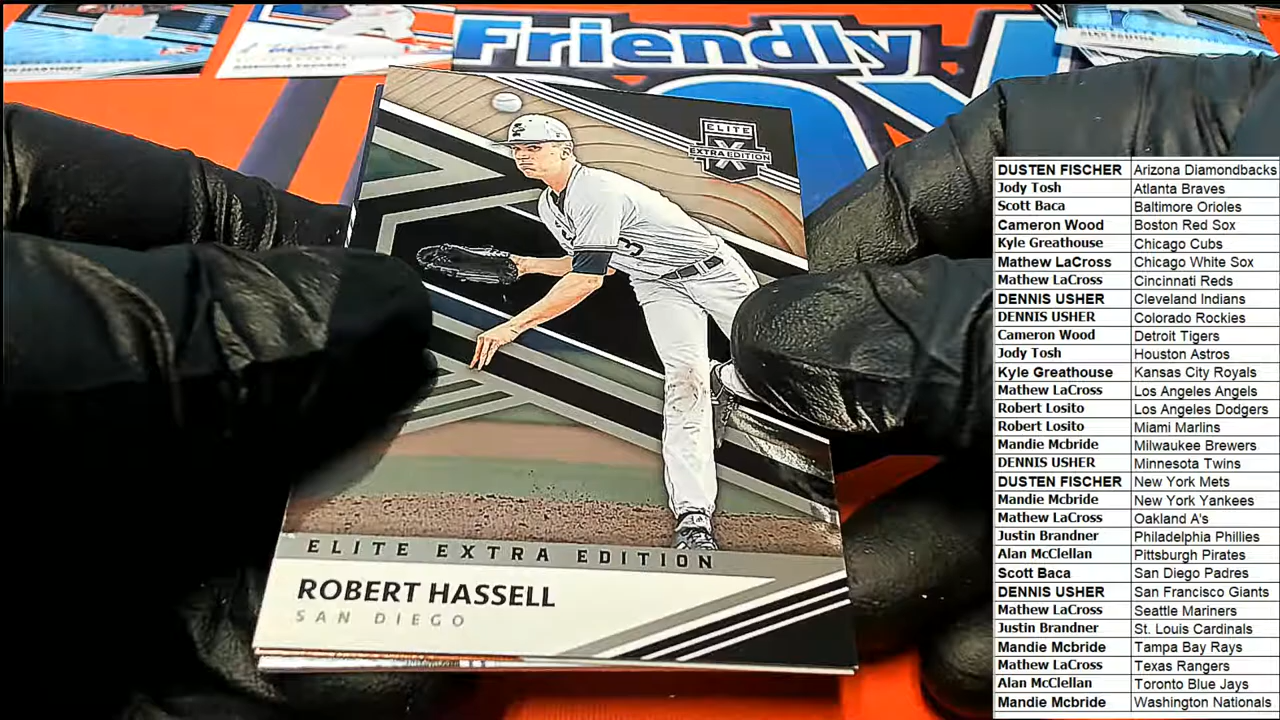 Friendly
ELITE
EXTRA EDITION
X
3
ELITE EXTRA EDITION
ROBERT HASSELL
SAN DIEGO
DUSTEN FISCHER Arizona Diamondbacks
Jody Tosh Atlanta Braves
Scott Baca Baltimore Orioles
Cameron Wood Boston Red Sox
Kyle Greathouse Chicago Cubs
Mathew LaCross Chicago White Sox
Mathew LaCross Cincinnati Reds
DENNIS USHER Cleveland Indians
DENNIS USHER Colorado Rockies
Cameron Wood Detroit Tigers
Jody Tosh Houston Astros
Kyle Greathouse Kansas City Royals
Mathew LaCross Los Angeles Angels
Robert Losito Los Angeles Dodgers
Robert Losito Miami Marlins
Mandie Mcbride Milwaukee Brewers
DENNIS USHER Minnesota Twins
DUSTEN FISCHER New York Mets
Mandie Mcbride New York Yankees
Mathew LaCross Oakland A's
Justin Brandner Philadelphia Phillies
Alan McClellan Pittsburgh Pirates
Scott Baca San Diego Padres
DENNIS USHER San Francisco Giants
Mathew LaCross Seattle Mariners
Justin Brandner St. Louis Cardinals
Mandie Mcbride Tampa Bay Rays
Mathew LaCross Texas Rangers
Alan McClellan Toronto Blue Jays
Mandie Mcbride Washington Nationals